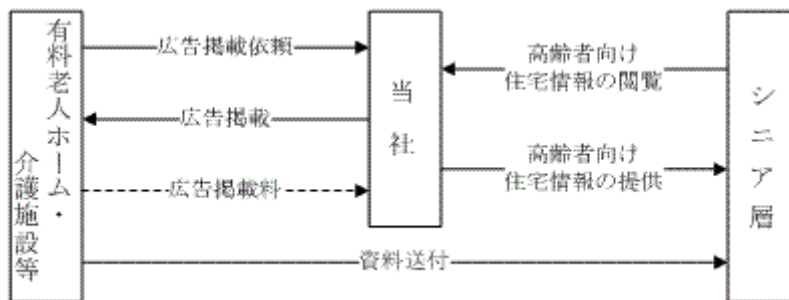 有料老人ホーム・
介護施設等
広告掲載依頼
広告掲載
広告掲載料
当社
高齢者向け
住宅情報の閲覧
高齢者向け
住宅情報の提供
シニア層
資料送付